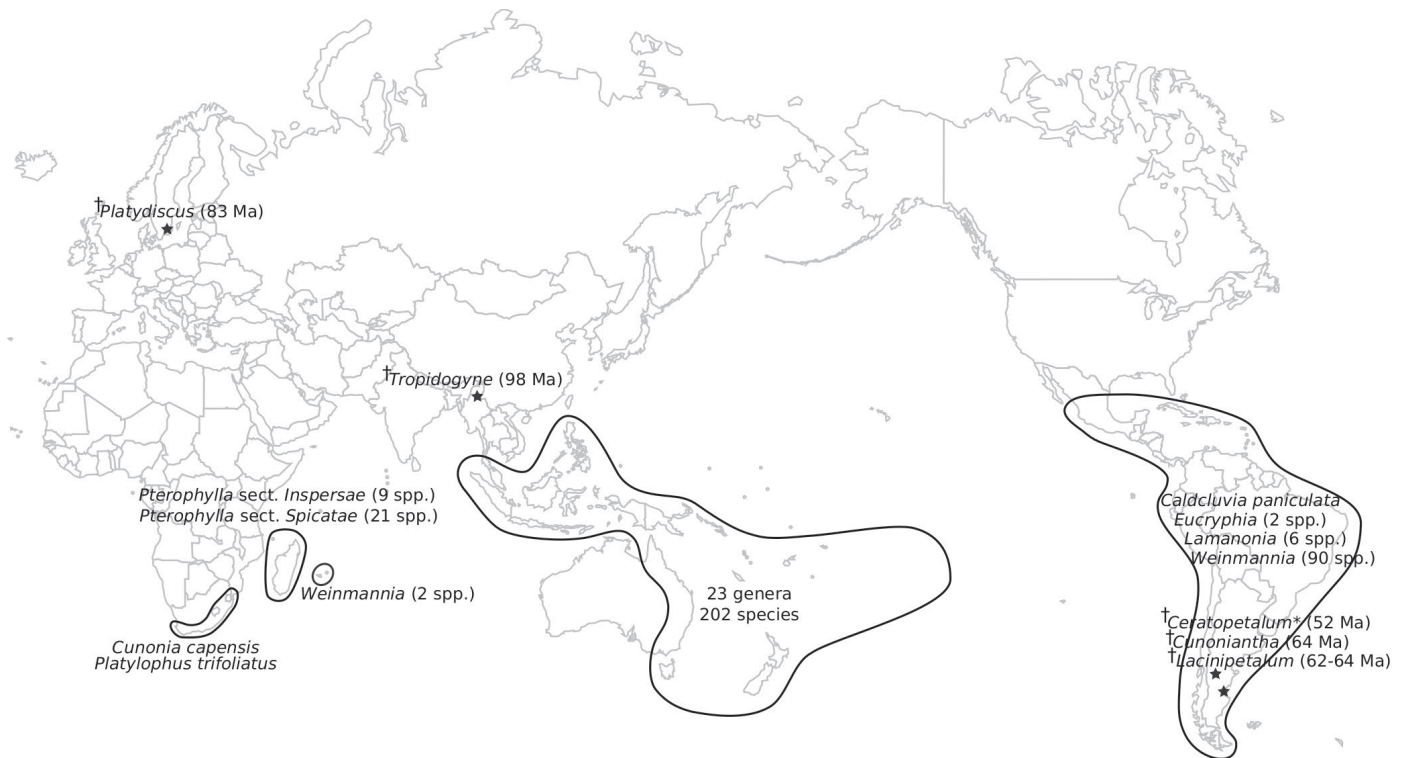 †Platydiscus (83 Ma)
†Tropidogyne (98 Ma)
Pterophylla sect. Inspersae (9 spp.)
Pterophylla sect. Spicatae (21 spp.)
Weinmannia (2 spp.)
Cunonia capensis
Platylophus trifoliatus
23 genera
202 species
Caldcluvia paniculata
Eucryphia (2 spp.)
Lamanonia (6 spp.)
Weinmannia (90 spp.)
†Ceratopetalum* (52 Ma)
†Cunoniantha (64 Ma)
†Lacinipetalum (62-64 Ma)